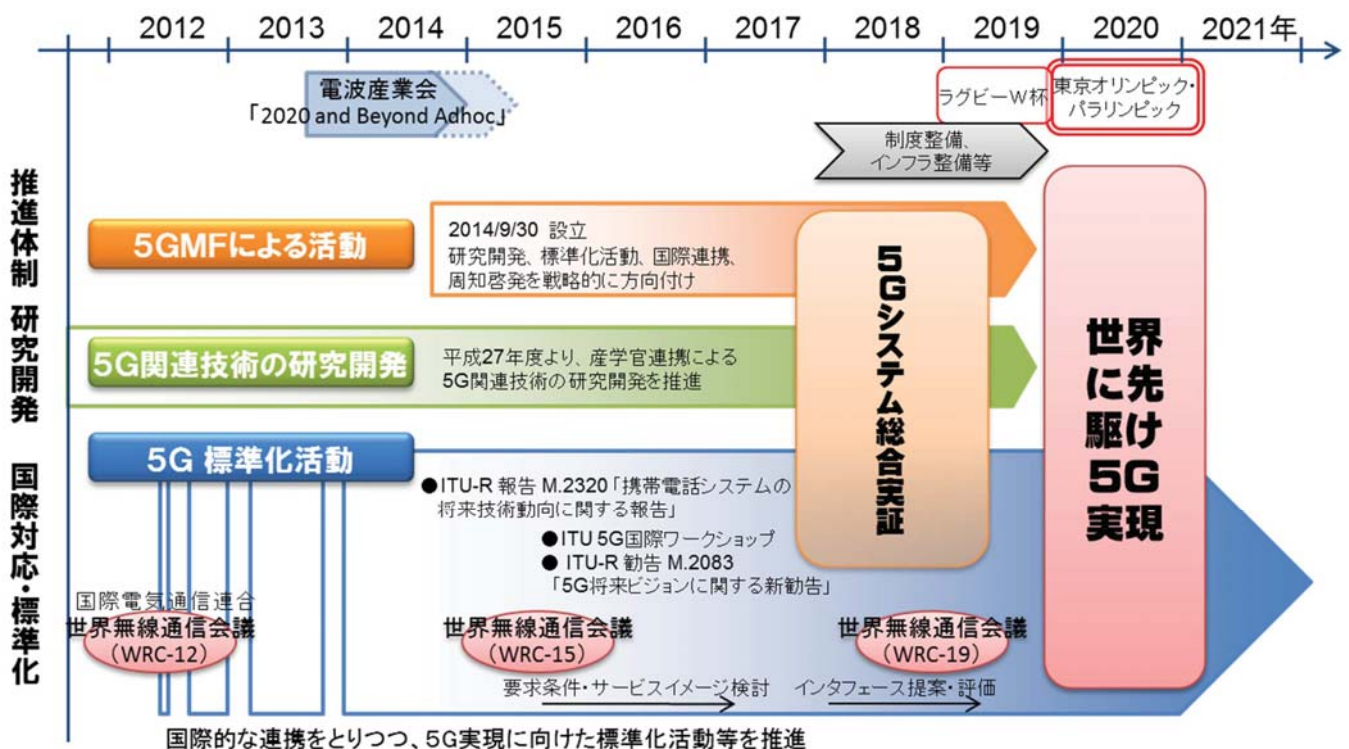 2012 2013 2014 2015 2016 2017 2018 2019 2020 2021年
電波産業会
「2020 and Beyond Adhoc」
ラグビーW杯
東京オリンピック・
パラリンピック
制度整備、
インフラ整備等
推進体制
5GMFによる活動
2014/9/30 設立
研究開発、標準化活動、国際連携、
周知啓発を戦略的に方向付け
研究開発
5G関連技術の研究開発
平成27年度より、産学官連携による
5G関連技術の研究開発を推進
5Gシステム総合実証
世界に先駆け5G実現
国際対応・標準化
5G 標準化活動
●ITU-R 報告 M.2320 「携帯電話システムの
将来技術動向に関する報告」
● ITU 5G国際ワークショップ
● ITU-R 勧告 M.2083
「5G将来ビジョンに関する新勧告」
国際電気通信連合
世界無線通信会議
(WRC-12)
世界無線通信会議
(WRC-15)
世界無線通信会議
(WRC-19)
要求条件・サービスイメージ検討
インタフェース提案・評価
国際的な連携をとりつつ、5G実現に向けた標準化活動等を推進